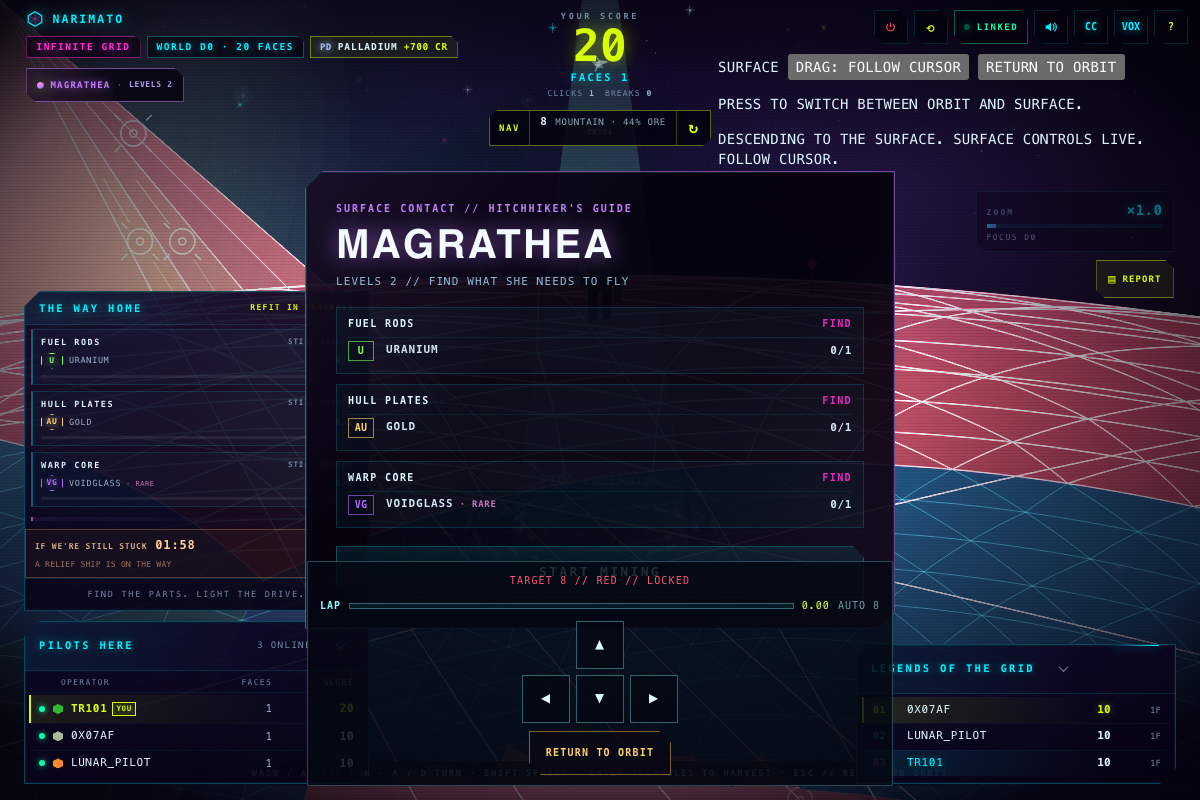 NARIMATO
INFINITE GRID
WORLD D0 · 20 FACES
PD PALLADIUM +700 CR
MAGRATHEA · LEVELS 2
YOUR SCORE
20
FACES 1
CLICKS 1 BREAKS 0
NAV
8 MOUNTAIN · 44% ORE
↻
LINKED
CC
VOX
?
SURFACE DRAG: FOLLOW CURSOR RETURN TO ORBIT
PRESS TO SWITCH BETWEEN ORBIT AND SURFACE.
DESCENDING TO THE SURFACE. SURFACE CONTROLS LIVE.
FOLLOW CURSOR.
ZOOM ×1.0
FOCUS D0
REPORT
SURFACE CONTACT // HITCHHIKER'S GUIDE
MAGRATHEA
LEVELS 2 // FIND WHAT SHE NEEDS TO FLY
FUEL RODS FIND
U URANIUM 0/1
HULL PLATES FIND
AU GOLD 0/1
WARP CORE FIND
VG VOIDGLASS · RARE 0/1
START MINING
TARGET 8 // RED // LOCKED
LAP 0.00 AUTO 8
▲
◀ ▼ ▶
RETURN TO ORBIT
THE WAY HOME REFIT IN
FUEL RODS STI
U URANIUM
HULL PLATES STI
AU GOLD
WARP CORE STI
VG VOIDGLASS · RARE
IF WE'RE STILL STUCK 01:58
A RELIEF SHIP IS ON THE WAY
FIND THE PARTS. LIGHT THE DRIVE.
PILOTS HERE 3 ONLINE
OPERATOR FACES SCORE
TR101 YOU 1 20
0X07AF 1 10
LUNAR_PILOT 1 10
LEGENDS OF THE GRID
01 0X07AF 10 1F
02 LUNAR_PILOT 10 1F
03 TR101 10 1F